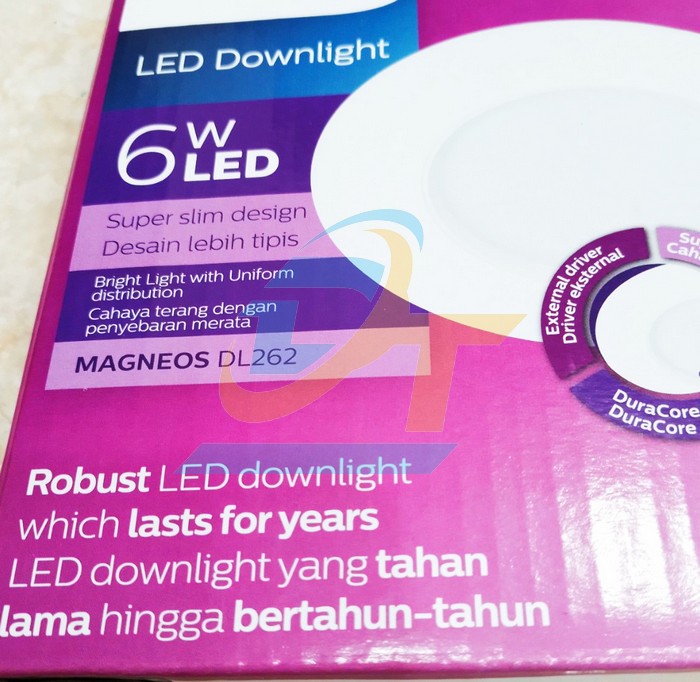 LED Downlight
6W
LED
Super slim design
Desain lebih tipis
Bright Light with Uniform
distribution
Cahaya terang dengan
penyebaran merata
MAGNEOS DL262
External driver
Driver eksternal
DuraCore
DuraCore
Robust LED downlight
which lasts for years
LED downlight yang tahan
lama hingga bertahun-tahun